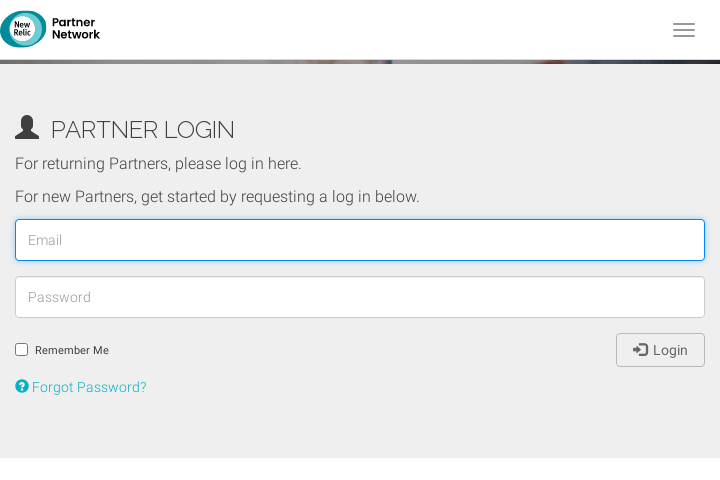 New
Relic
Partner
Network
PARTNER LOGIN
For returning Partners, please log in here.
For new Partners, get started by requesting a log in below.
Email
Password
Remember Me
Login
Forgot Password?